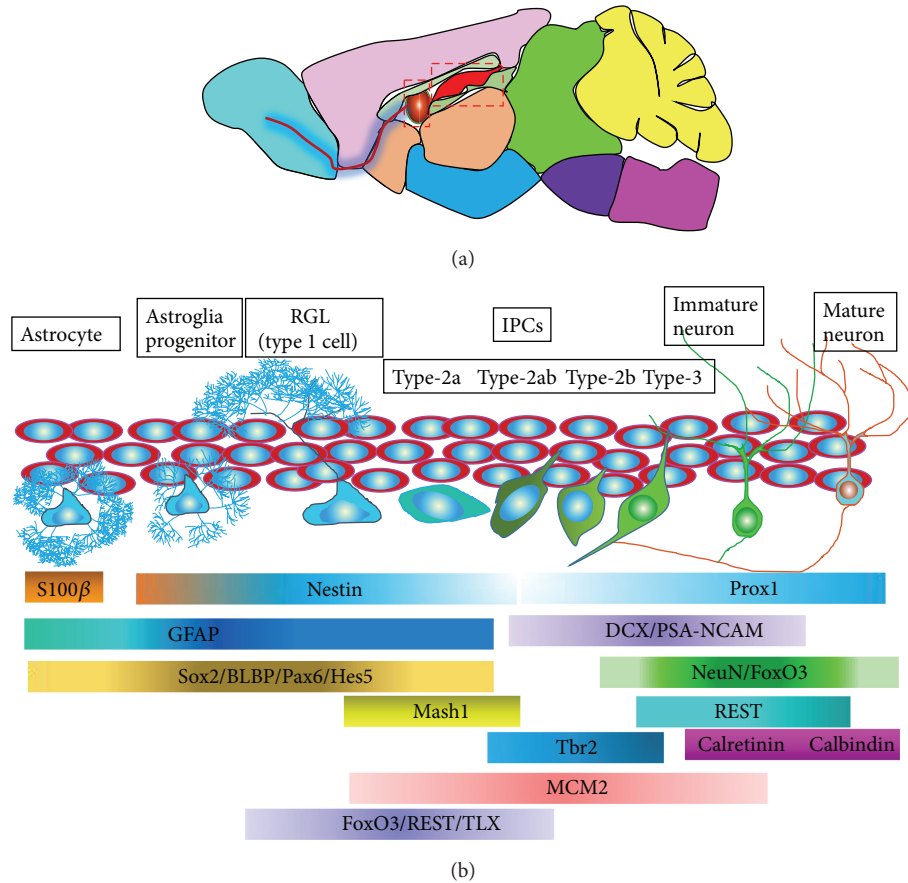 (a)
Astrocyte
Astroglia
progenitor
RGL
(type 1 cell)
IPCs
Type-2a Type-2ab Type-2b Type-3
Immature
neuron
Mature
neuron
S100β
Nestin
Prox1
GFAP
DCX/PSA-NCAM
Sox2/BLBP/Pax6/Hes5
NeuN/FoxO3
Mash1
REST
Tbr2
Calretinin Calbindin
MCM2
FoxO3/REST/TLX
(b)